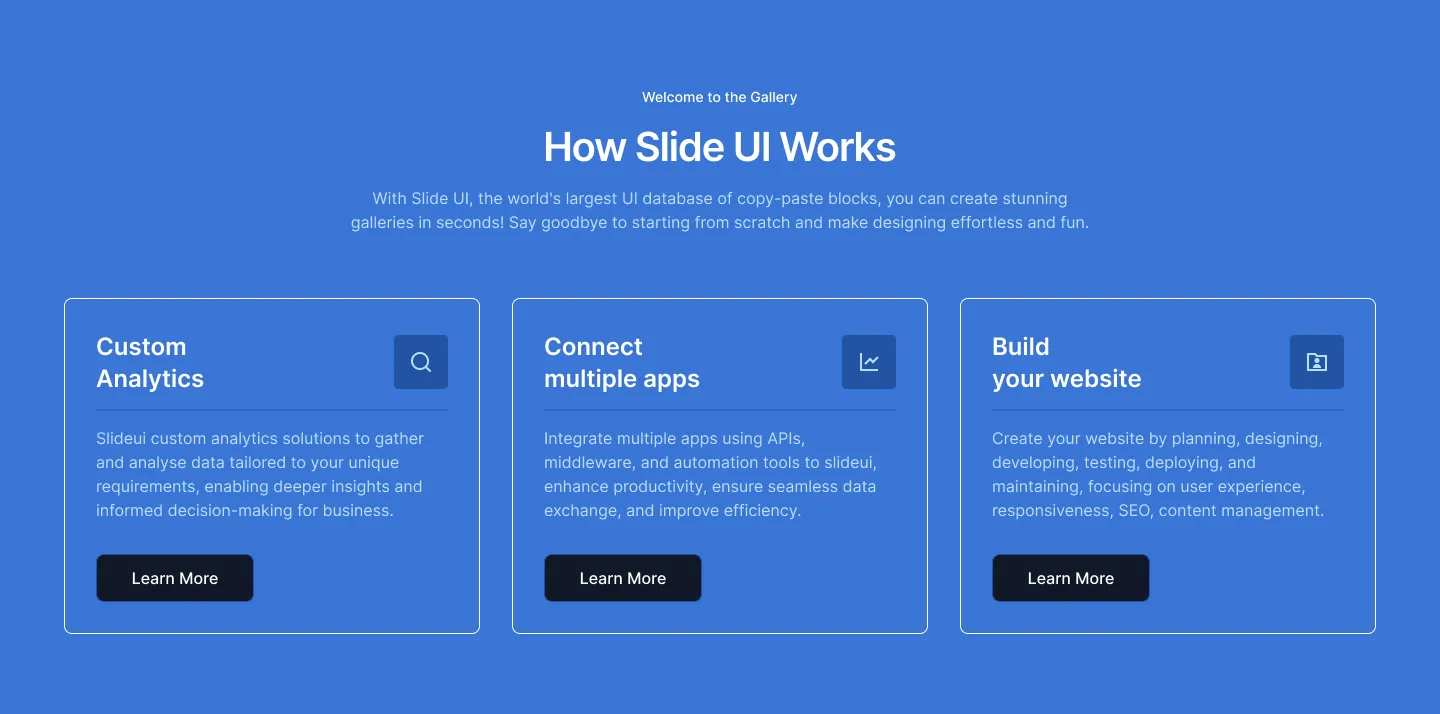 Welcome to the Gallery
How Slide UI Works
With Slide UI, the world's largest UI database of copy-paste blocks, you can create stunning
galleries in seconds! Say goodbye to starting from scratch and make designing effortless and fun.
Custom
Analytics
Slideui custom analytics solutions to gather
and analyse data tailored to your unique
requirements, enabling deeper insights and
informed decision-making for business.
Learn More
Connect
multiple apps
Integrate multiple apps using APIs,
middleware, and automation tools to slideui,
enhance productivity, ensure seamless data
exchange, and improve efficiency.
Learn More
Build
your website
Create your website by planning, designing,
developing, testing, deploying, and
maintaining, focusing on user experience,
responsiveness, SEO, content management.
Learn More